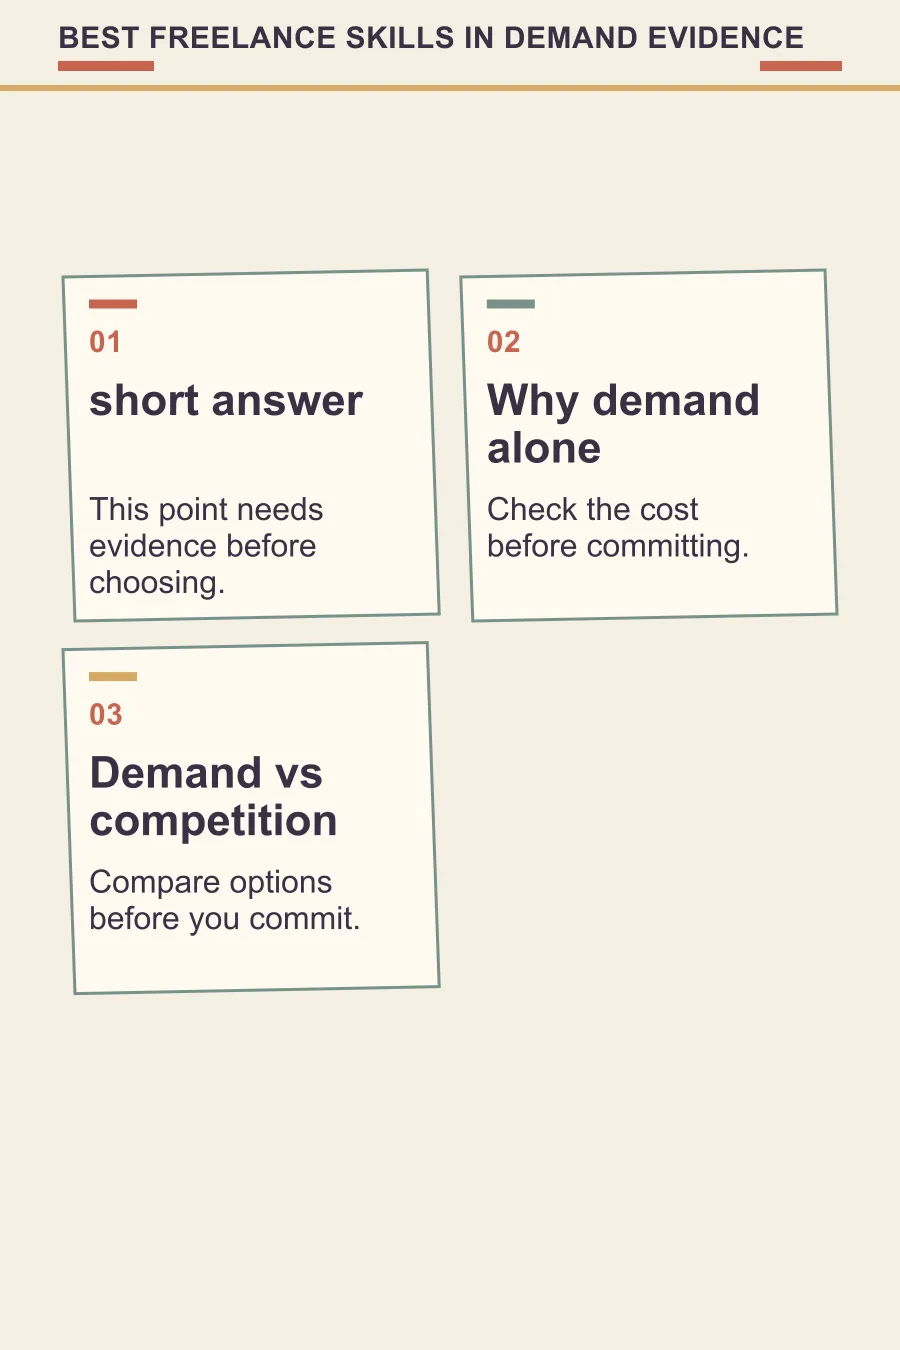 BEST FREELANCE SKILLS IN DEMAND EVIDENCE
01
short answer
This point needs
evidence before
choosing.
02
Why demand
alone
Check the cost
before committing.
03
Demand vs
competition
Compare options
before you commit.